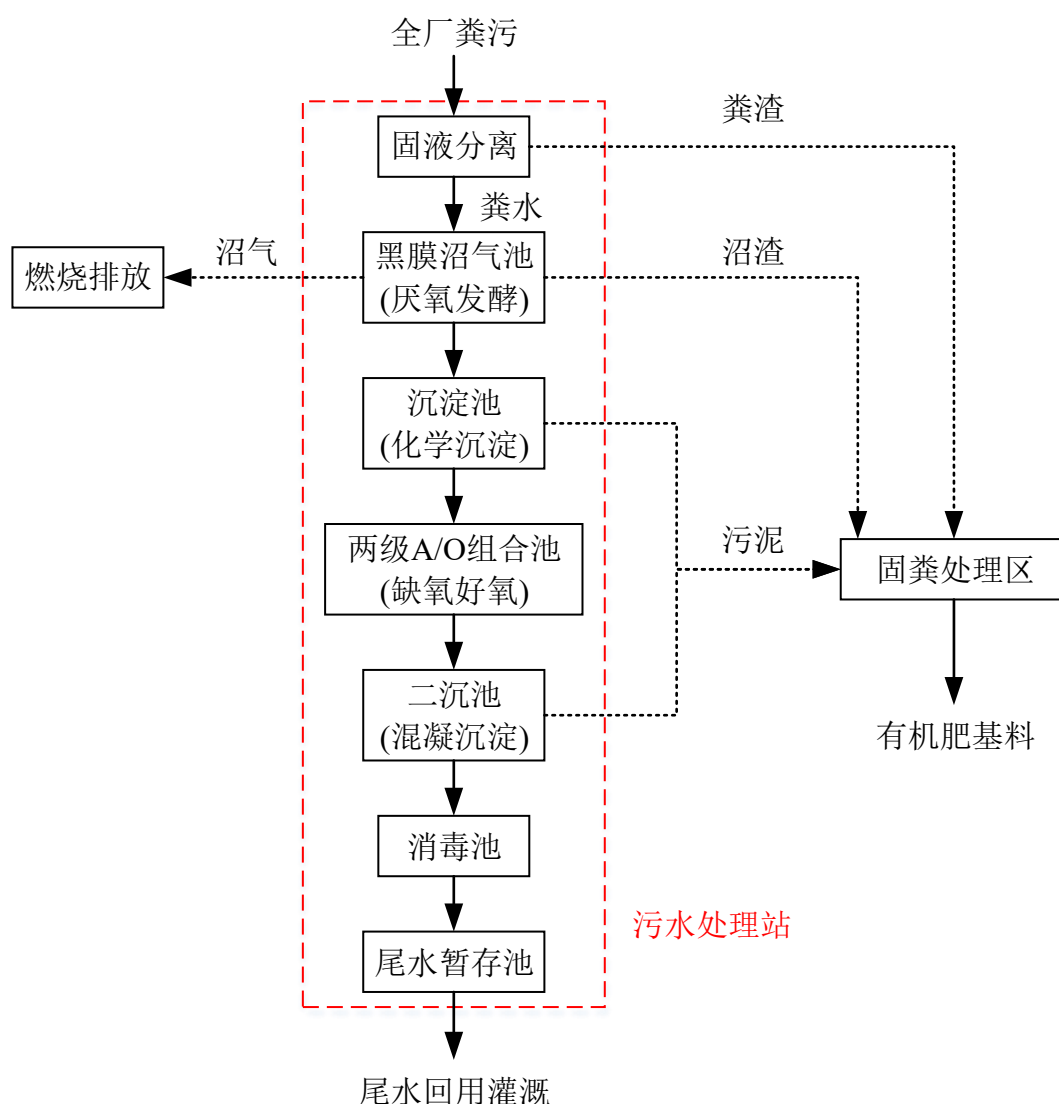 全厂粪污
粪渣
固液分离
粪水
沼气
黑膜沼气池
(厌氧发酵)
沼渣
燃烧排放
沉淀池
(化学沉淀)
两级A/O组合池
(缺氧好氧)
污泥
固粪处理区
二沉池
(混凝沉淀)
有机肥基料
消毒池
污水处理站
尾水暂存池
尾水回用灌溉